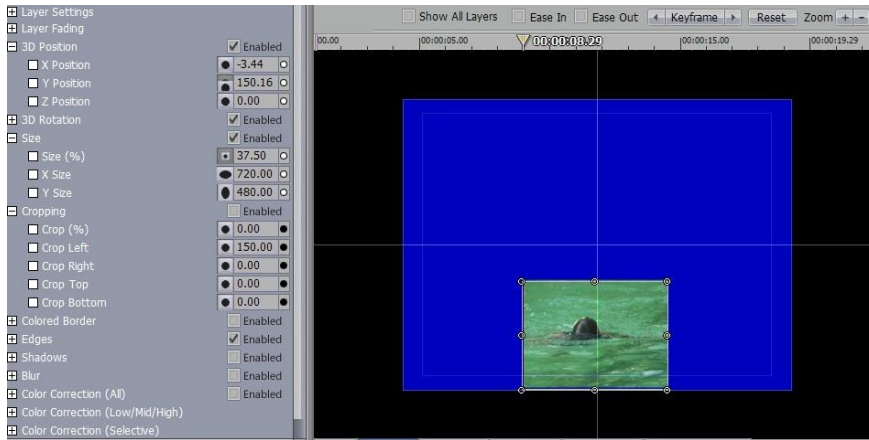 Layer Settings
Layer Fading
3D Position Enabled
X Position -3.44
Y Position 150.16
Z Position 0.00
3D Rotation Enabled
Size Enabled
Size (%) 37.50
X Size 720.00
Y Size 480.00
Cropping Enabled
Crop (%) 0.00
Crop Left 150.00
Crop Right 0.00
Crop Top 0.00
Crop Bottom 0.00
Colored Border Enabled
Edges Enabled
Shadows Enabled
Blur Enabled
Color Correction (All) Enabled
Color Correction (Low/Mid/High)
Color Correction (Selective)
Show All Layers Ease In Ease Out Keyframe Reset Zoom + -
00.00 00:00:05.00 00:00:08.29 00:00:15.00 00:00:19.29